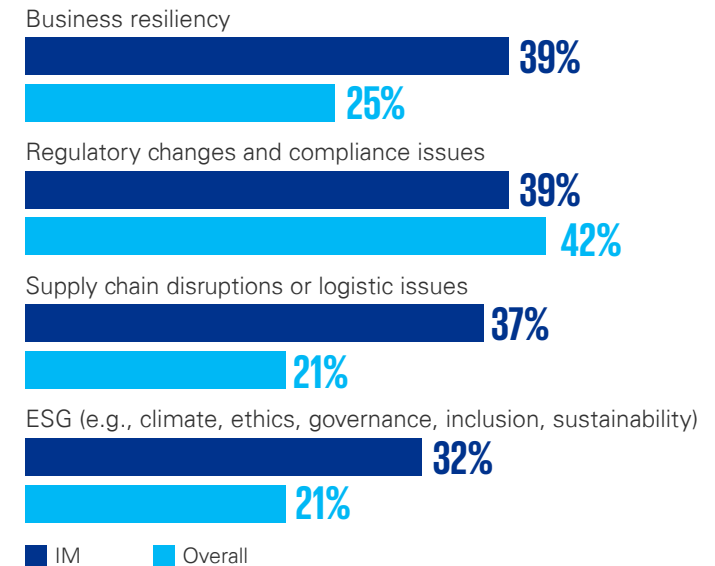 Business resiliency
39%
25%
Regulatory changes and compliance issues
39%
42%
Supply chain disruptions or logistic issues
37%
21%
ESG (e.g., climate, ethics, governance, inclusion, sustainability)
32%
21%
IM Overall